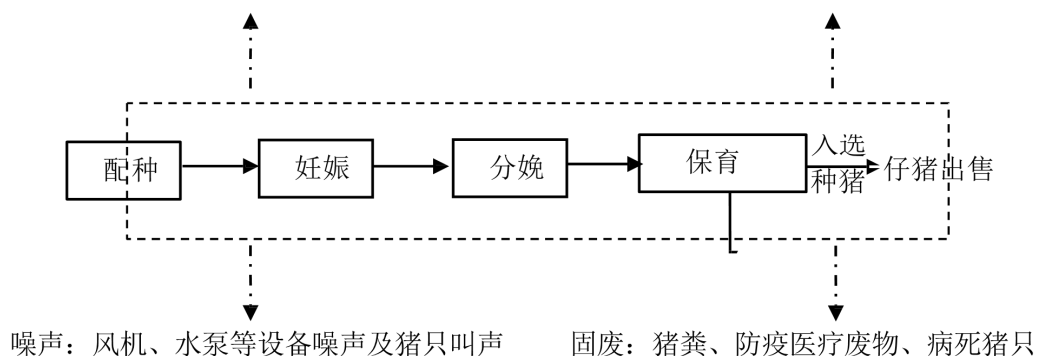 配种
妊娠
分娩
保育
入选
种猪
仔猪出售
噪声：风机、水泵等设备噪声及猪只叫声
固废：猪粪、防疫医疗废物、病死猪只